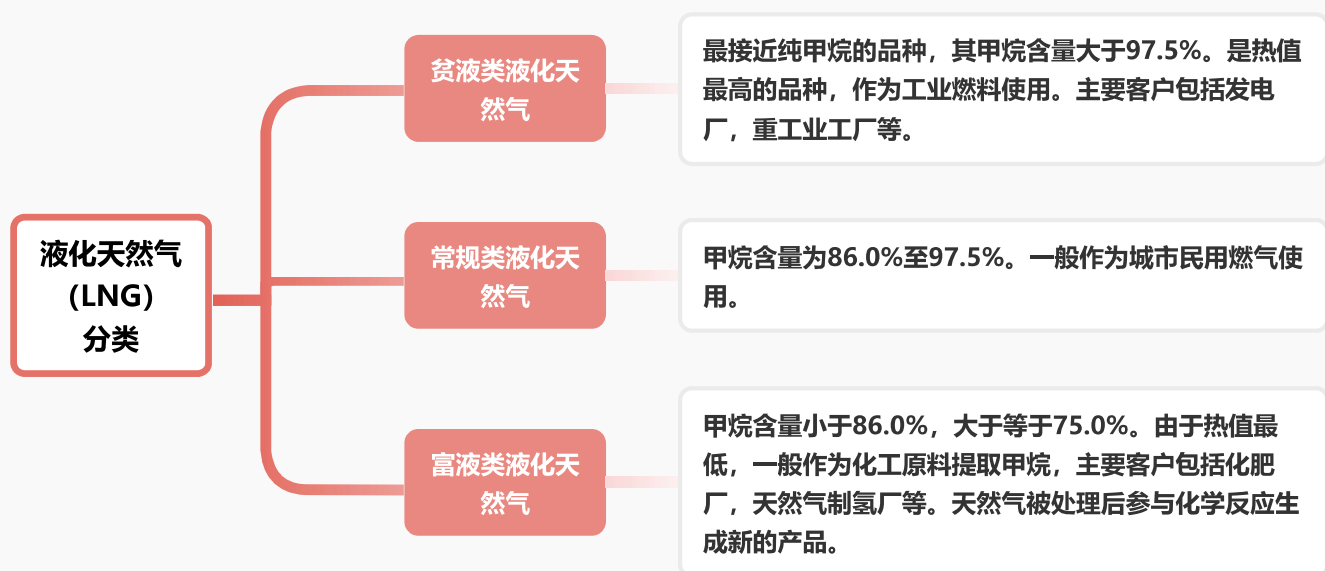 液化天然气
(LNG)
分类
贫液类液化天
然气
最接近纯甲烷的品种，其甲烷含量大于97.5%。是热值
最高的品种，作为工业燃料使用。主要客户包括发电
厂，重工业工厂等。
常规类液化天
然气
甲烷含量为86.0%至97.5%。一般作为城市民用燃气使
用。
富液类液化天
然气
甲烷含量小于86.0%，大于等于75.0%。由于热值最
低，一般作为化工原料提取甲烷，主要客户包括化肥
厂，天然气制氢厂等。天然气被处理后参与化学反应生
成新的产品。